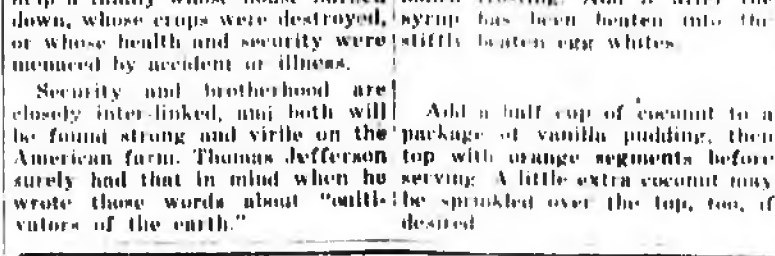 help a family whose house burned
down, whose crops were destroyed,
or whose health and security were
menaced by accident or illness.
Security and brotherhood are
closely inter-linked, and both will
be found strong and virile on the
American farm. Thomas Jefferson
surely had that in mind when he
wrote those words about "culti-
vators of the earth."
syrup has been beaten into the
stiffly beaten egg whites
Add a half cup of coconut to a
package of vanilla pudding, then
top with orange segments before
serving. A little extra coconut may
be sprinkled over the top, too, if
desired